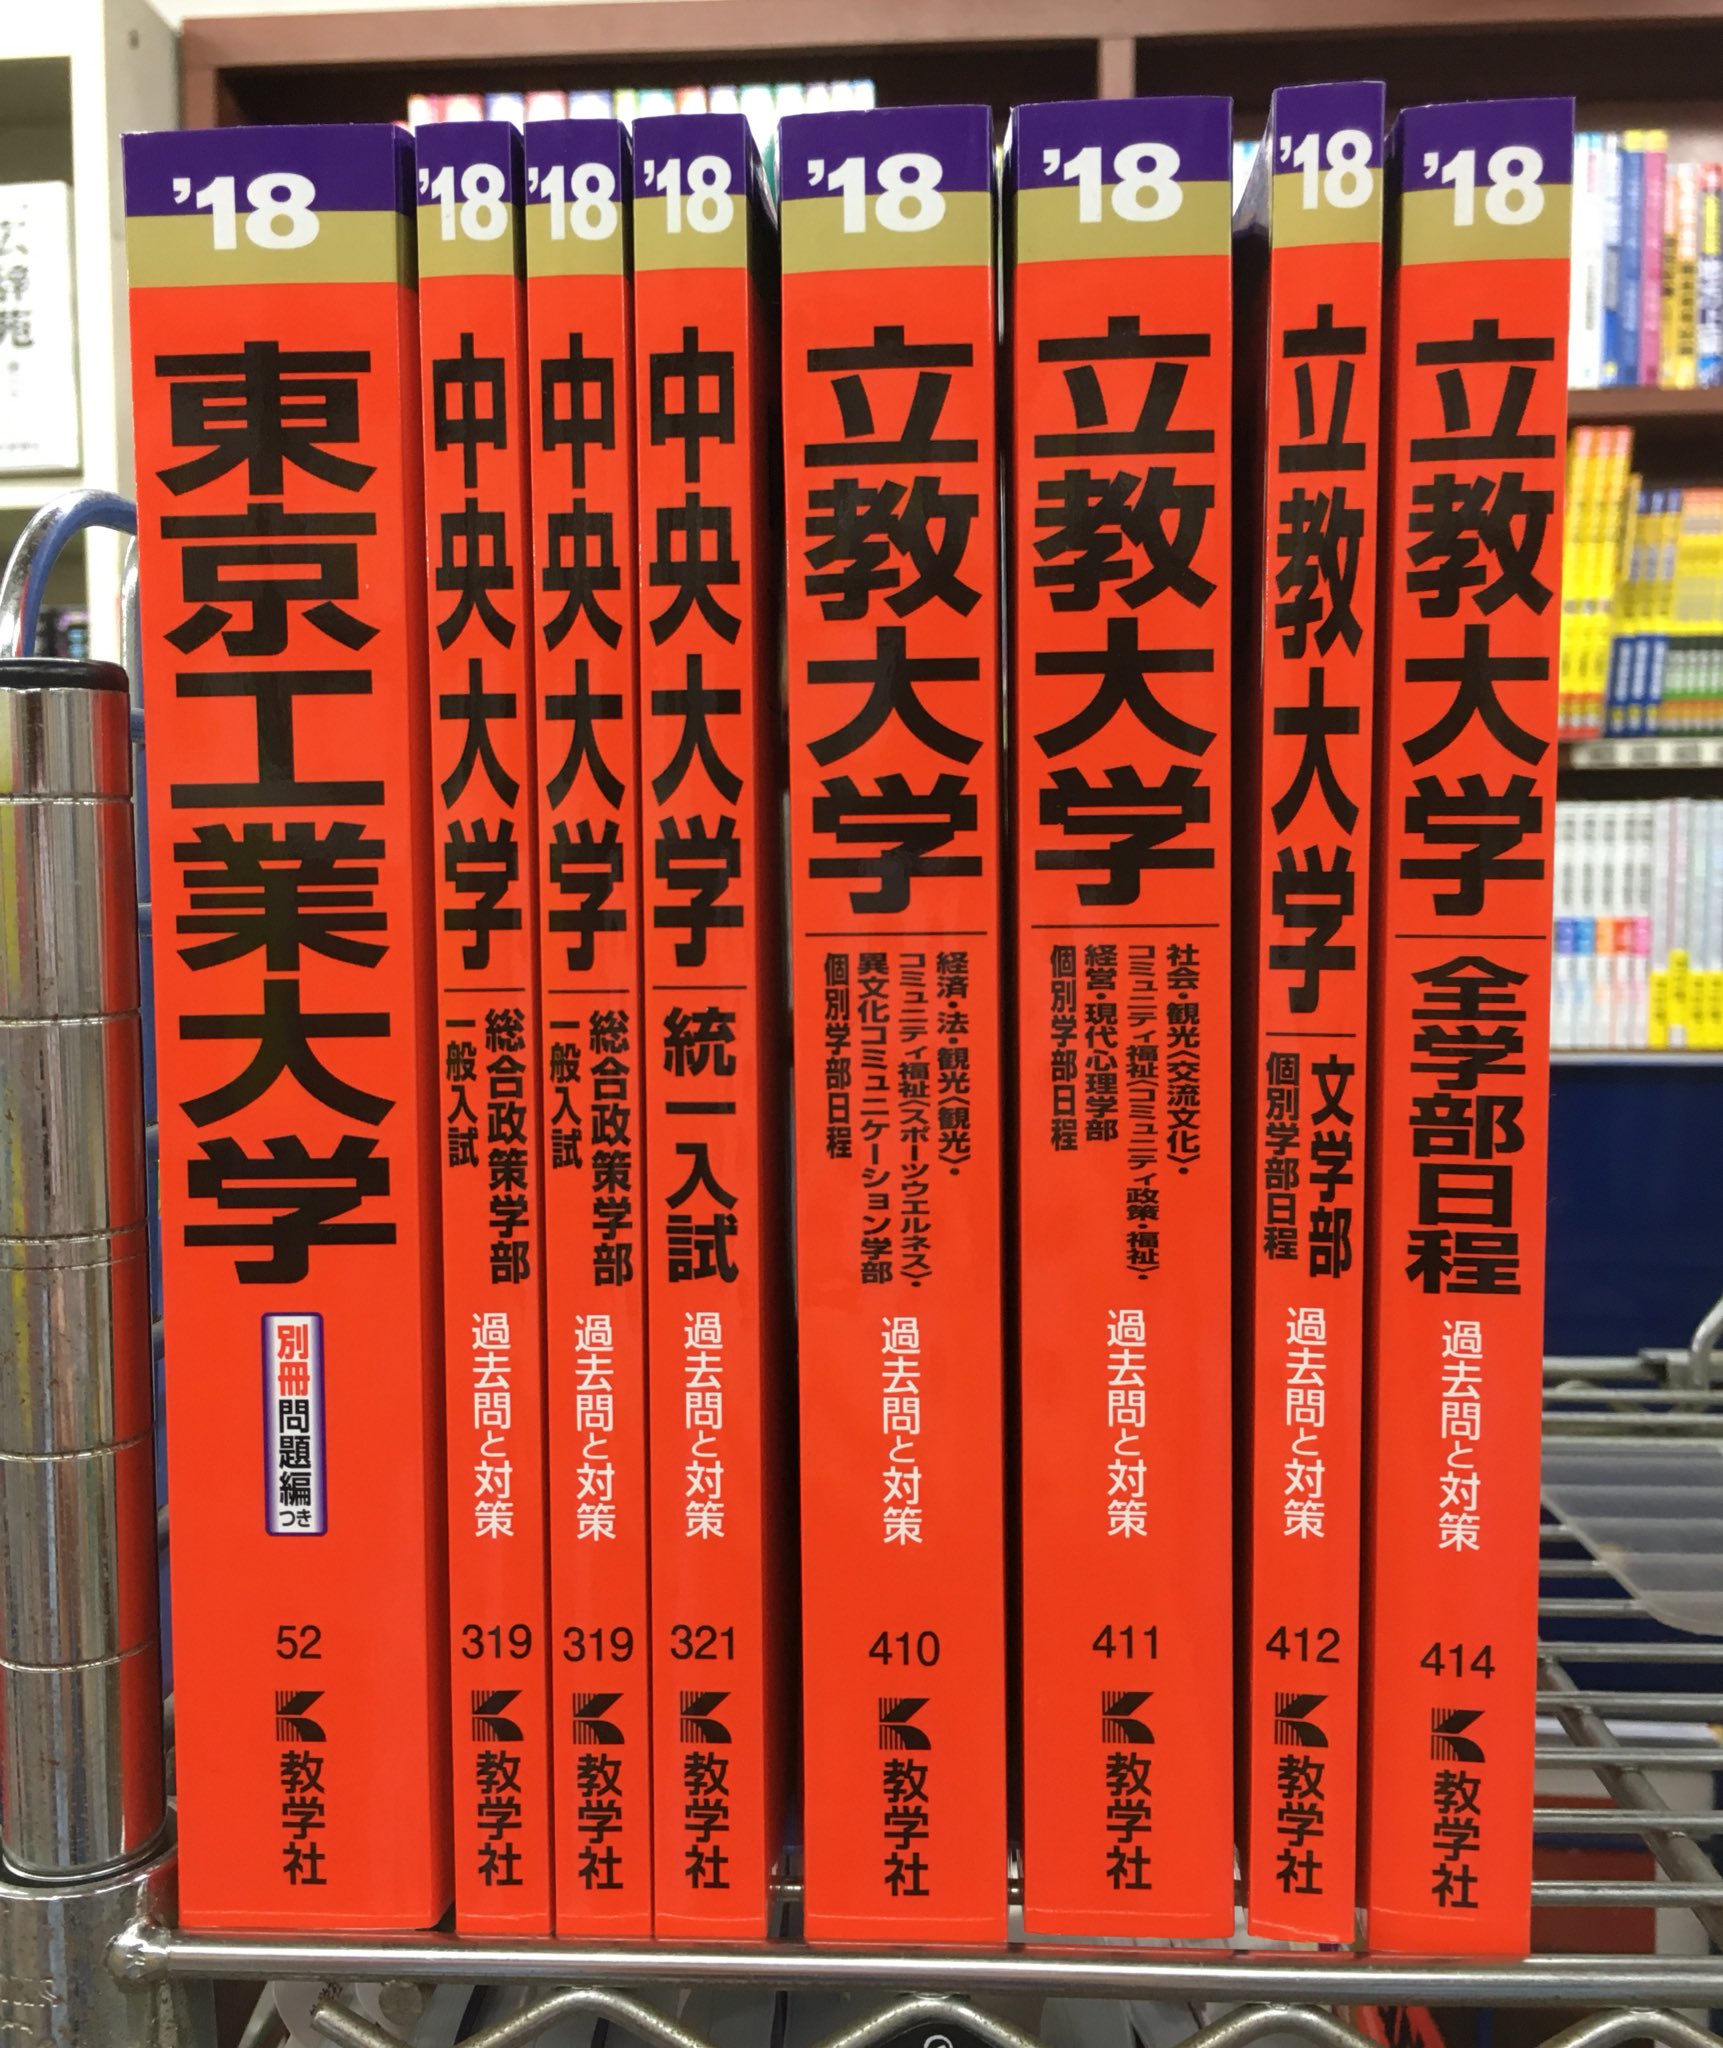 '18
東京工業大学
別冊問題編つき
52
教学社
'18
中央大学
総合政策学部
一般入試
過去問と対策
319
教学社
'18
中央大学
総合政策学部
一般入試
過去問と対策
319
教学社
'18
中央大学
統一入試
過去問と対策
321
教学社
'18
立教大学
経済・法・観光〈観光〉・
コミュニティ福祉〈スポーツウエルネス〉・
異文化コミュニケーション学部
個別学部日程
過去問と対策
410
教学社
'18
立教大学
社会・観光〈交流文化〉・
コミュニティ福祉〈コミュニティ政策・福祉〉・
経営・現代心理学部
個別学部日程
過去問と対策
411
教学社
'18
立教大学
文学部
個別学部日程
過去問と対策
412
教学社
'18
立教大学
全学部日程
過去問と対策
414
教学社
広辞苑